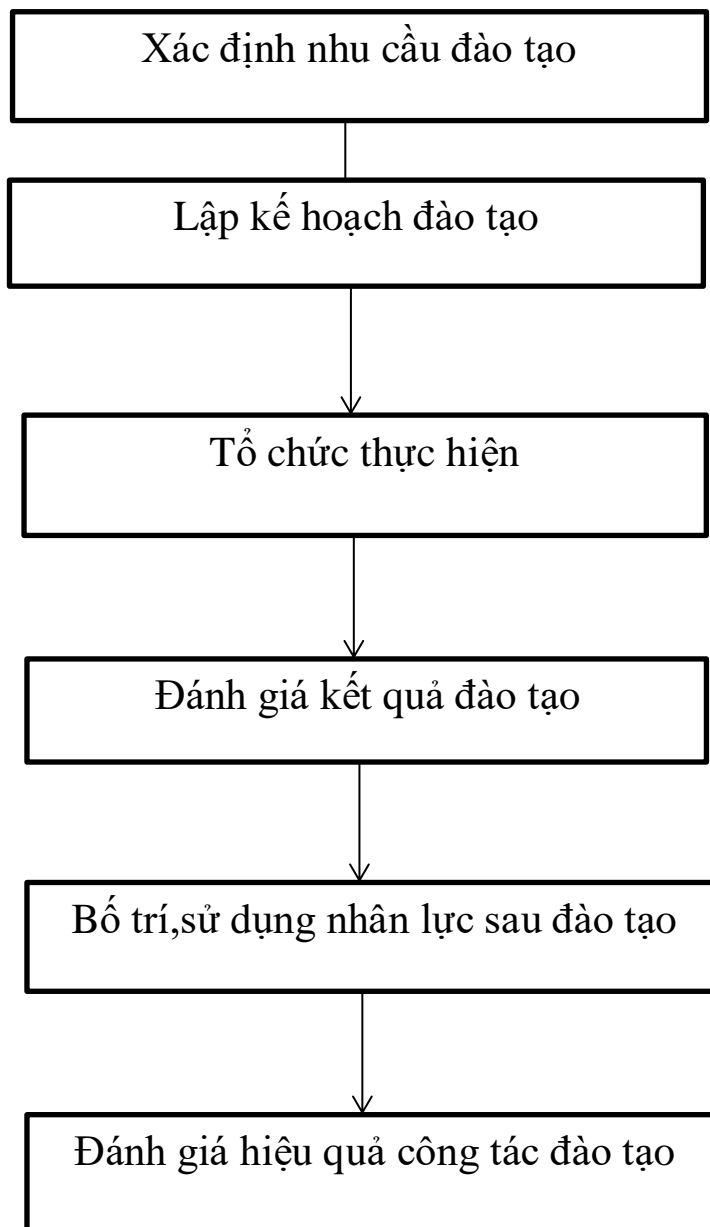 Xác định nhu cầu đào tạo
Lập kế hoạch đào tạo
Tổ chức thực hiện
Đánh giá kết quả đào tạo
Bố trí,sử dụng nhân lực sau đào tạo
Đánh giá hiệu quả công tác đào tạo